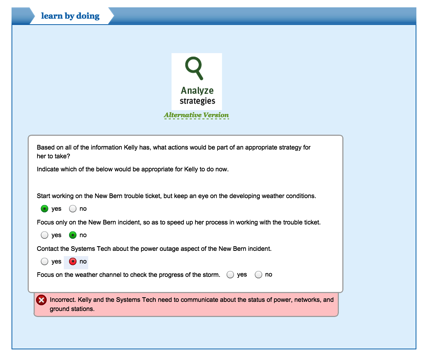 learn by doing
Analyze
strategies
Alternative Version
Based on all of the information Kelly has, what actions would be part of an appropriate strategy for
her to take?
Indicate which of the below would be appropriate for Kelly to do now.
Start working on the New Bern trouble ticket, but keep an eye on the developing weather conditions.
yes no
Focus only on the New Bern incident, so as to speed up her process in working with the trouble ticket.
yes no
Contact the Systems Tech about the power outage aspect of the New Bern incident.
yes no
Focus on the weather channel to check the progress of the storm. yes no
Incorrect. Kelly and the Systems Tech need to communicate about the status of power, networks, and
ground stations.